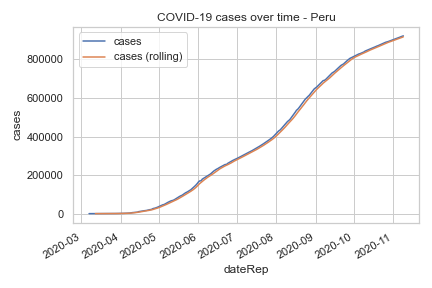 COVID-19 cases over time - Peru
cases
cases (rolling)
cases
800000
600000
400000
200000
0
2020-03
2020-04
2020-05
2020-06
2020-07
2020-08
2020-09
2020-10
2020-11
dateRep